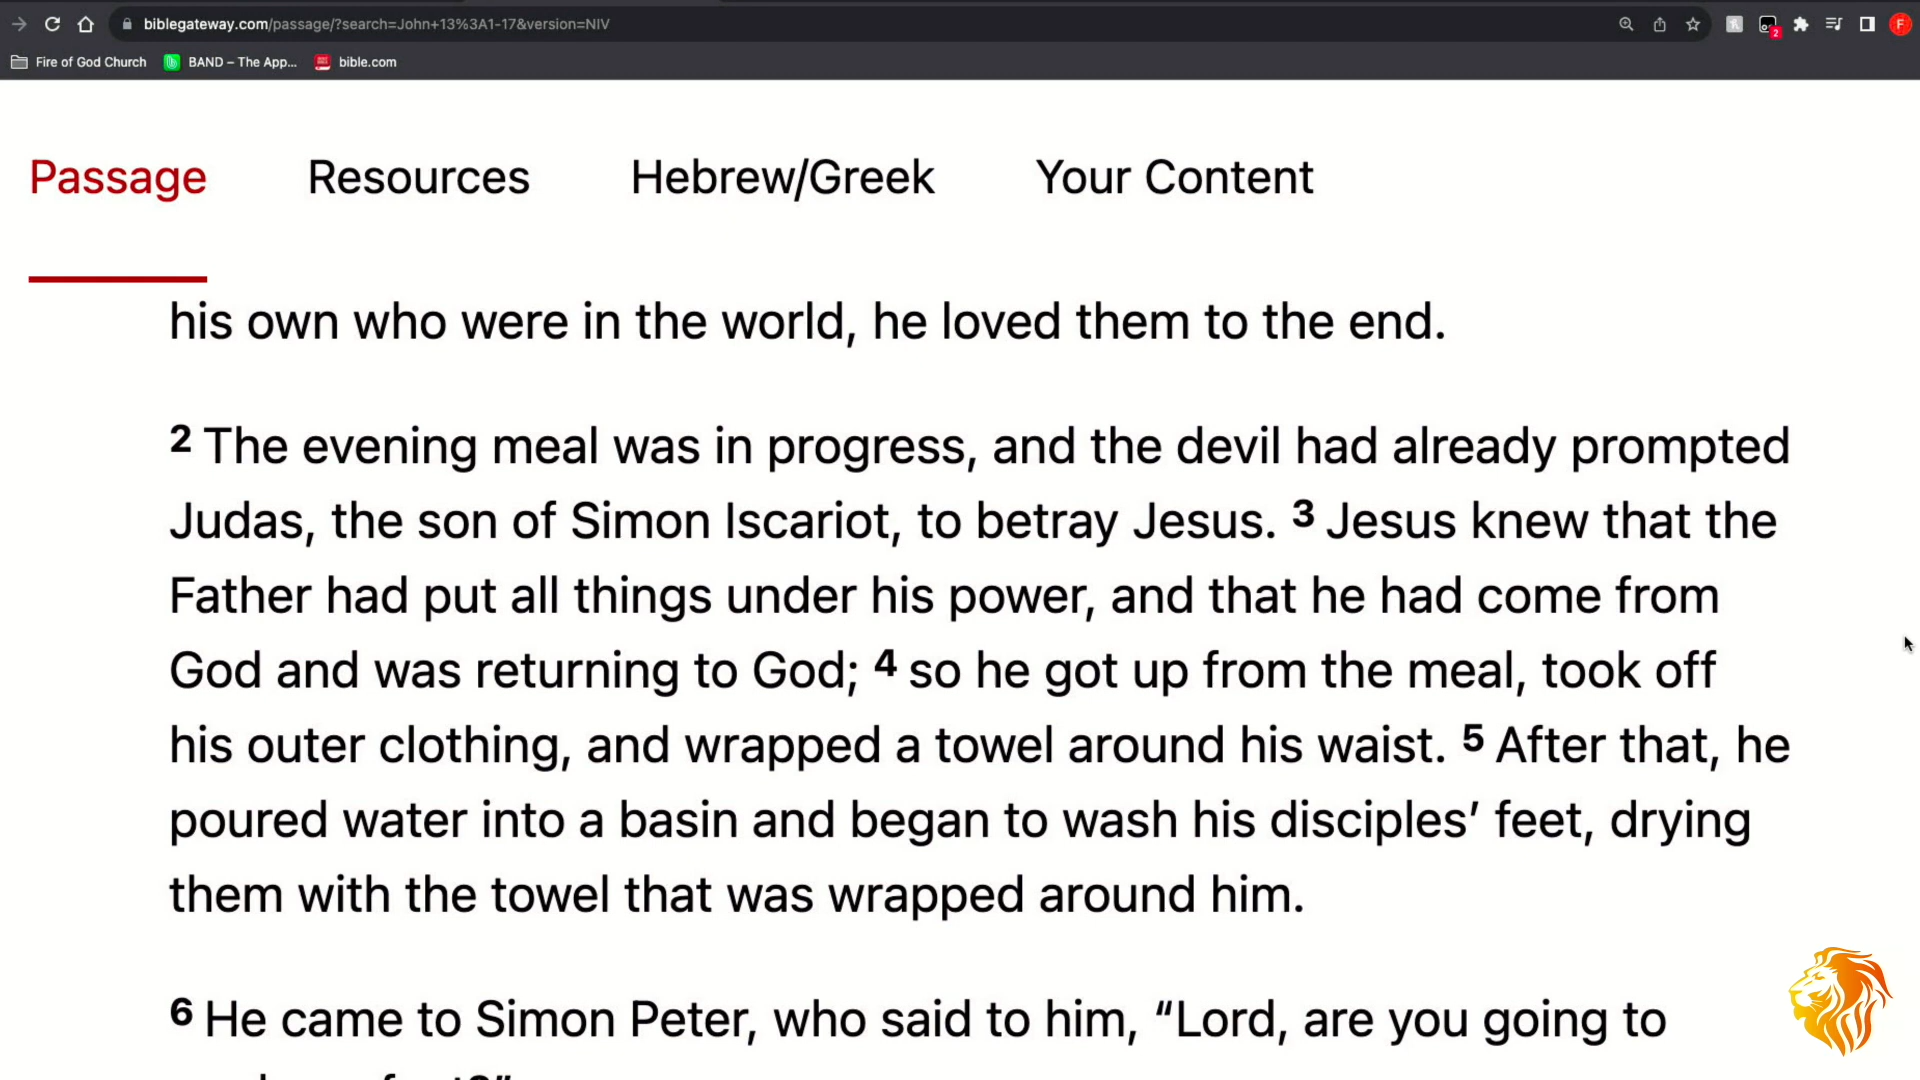 biblegateway.com/passage/?search=John+13%3A1-17&version=NIV
2
F
Fire of God Church BAND – The App... bible.com
Passage Resources Hebrew/Greek Your Content
his own who were in the world, he loved them to the end.
2 The evening meal was in progress, and the devil had already prompted
Judas, the son of Simon Iscariot, to betray Jesus. 3 Jesus knew that the
Father had put all things under his power, and that he had come from
God and was returning to God; 4 so he got up from the meal, took off
his outer clothing, and wrapped a towel around his waist. 5 After that, he
poured water into a basin and began to wash his disciples’ feet, drying
them with the towel that was wrapped around him.
6 He came to Simon Peter, who said to him, “Lord, are you going to